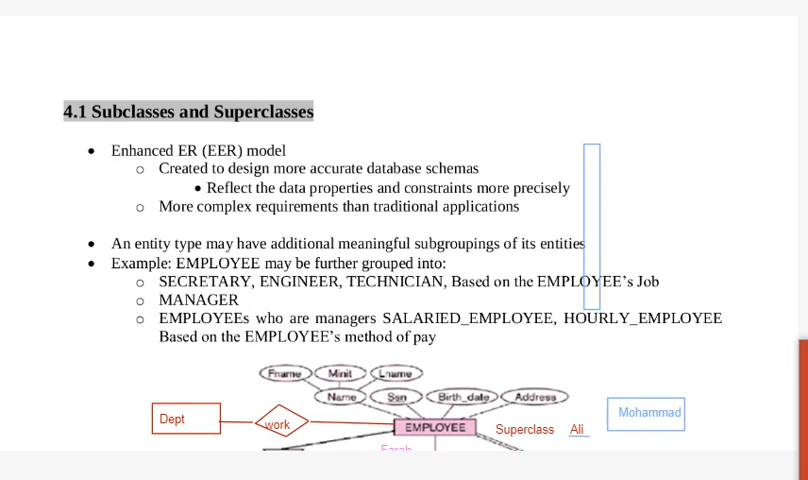 4.1 Subclasses and Superclasses
• Enhanced ER (EER) model
o Created to design more accurate database schemas
• Reflect the data properties and constraints more precisely
o More complex requirements than traditional applications
• An entity type may have additional meaningful subgroupings of its entities
• Example: EMPLOYEE may be further grouped into:
o SECRETARY, ENGINEER, TECHNICIAN, Based on the EMPLOYEE’s Job
o MANAGER
o EMPLOYEEs who are managers SALARIED_EMPLOYEE, HOURLY_EMPLOYEE
Based on the EMPLOYEE’s method of pay
Fname Minit Lname
Name Ssn Birth_date Address
Mohammad
Dept
work
EMPLOYEE
Superclass Ali
Farah